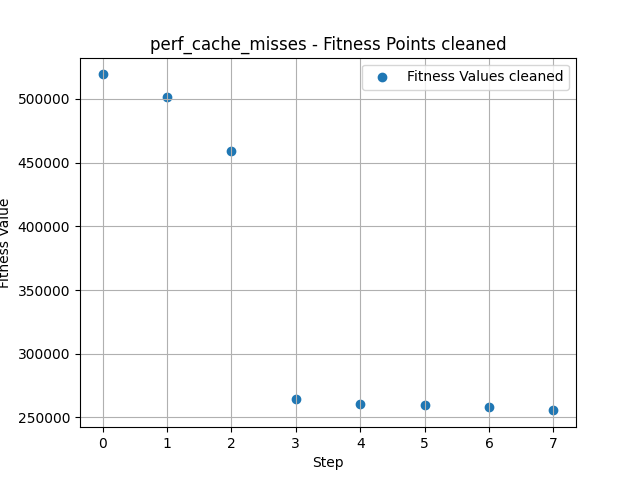 perf_cache_misses - Fitness Points cleaned
Fitness Values cleaned
500000
450000
400000
350000
300000
250000
Fitness Value
0 1 2 3 4 5 6 7
Step